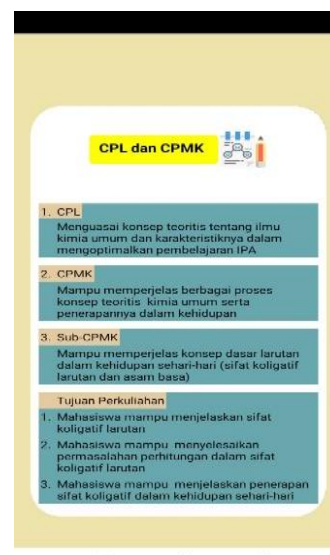 CPL dan CPMK
1. CPL
Menguasai konsep teoritis tentang ilmu
kimia umum dan karakteristiknya dalam
mengoptimalkan pembelajaran IPA
2. CPMK
Mampu memperjelas berbagai proses
konsep teoritis kimia umum serta
penerapannya dalam kehidupan
3. Sub-CPMK
Mampu memperjelas konsep dasar larutan
dalam kehidupan sehari-hari (sifat koligatif
larutan dan asam basa)
Tujuan Perkuliahan
1. Mahasiswa mampu menjelaskan sifat
koligatif larutan
2. Mahasiswa mampu menyelesaikan
permasalahan perhitungan dalam sifat
koligatif larutan
3. Mahasiswa mampu menjelaskan penerapan
sifat koligatif dalam kehidupan sehari-hari